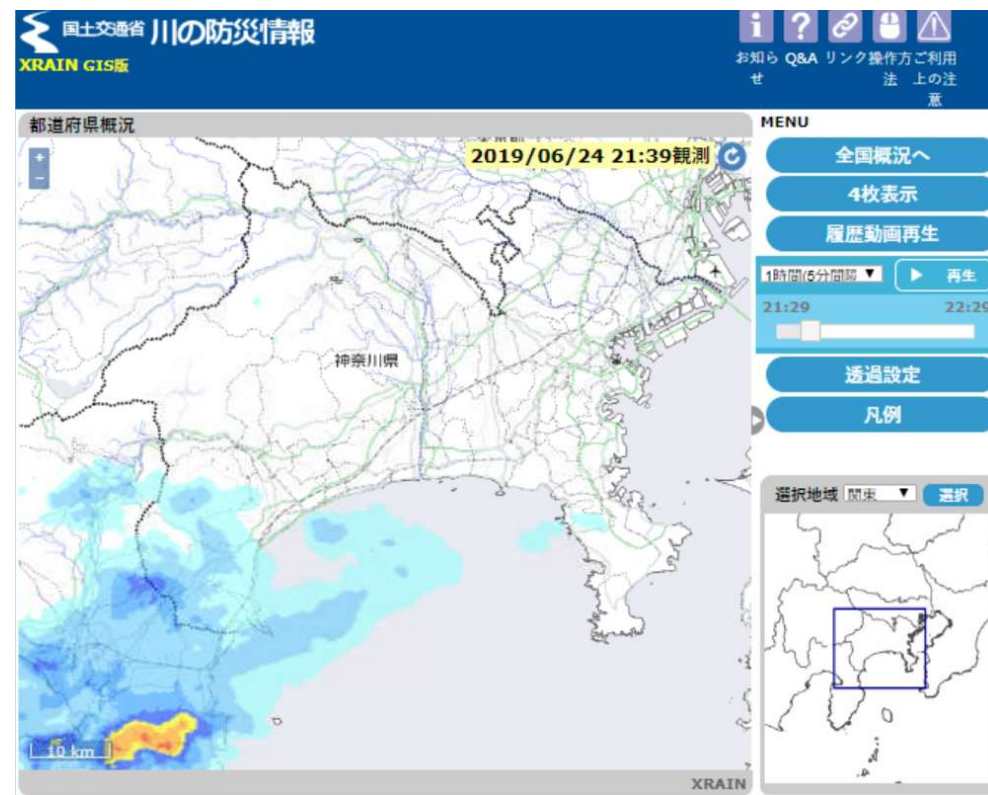 国土交通省 川の防災情報
XRAIN GIS版
お知らせ
Q&A
リンク
操作方法
ご利用上の注意
都道府県概況
2019/06/24 21:39観測
+
-
神奈川県
10 km
XRAIN
MENU
全国概況へ
4枚表示
履歴動画再生
1時間(5分間隔 ▼
▶ 再生
21:29 22:29
透過設定
凡例
選択地域 関東 ▼ 選択